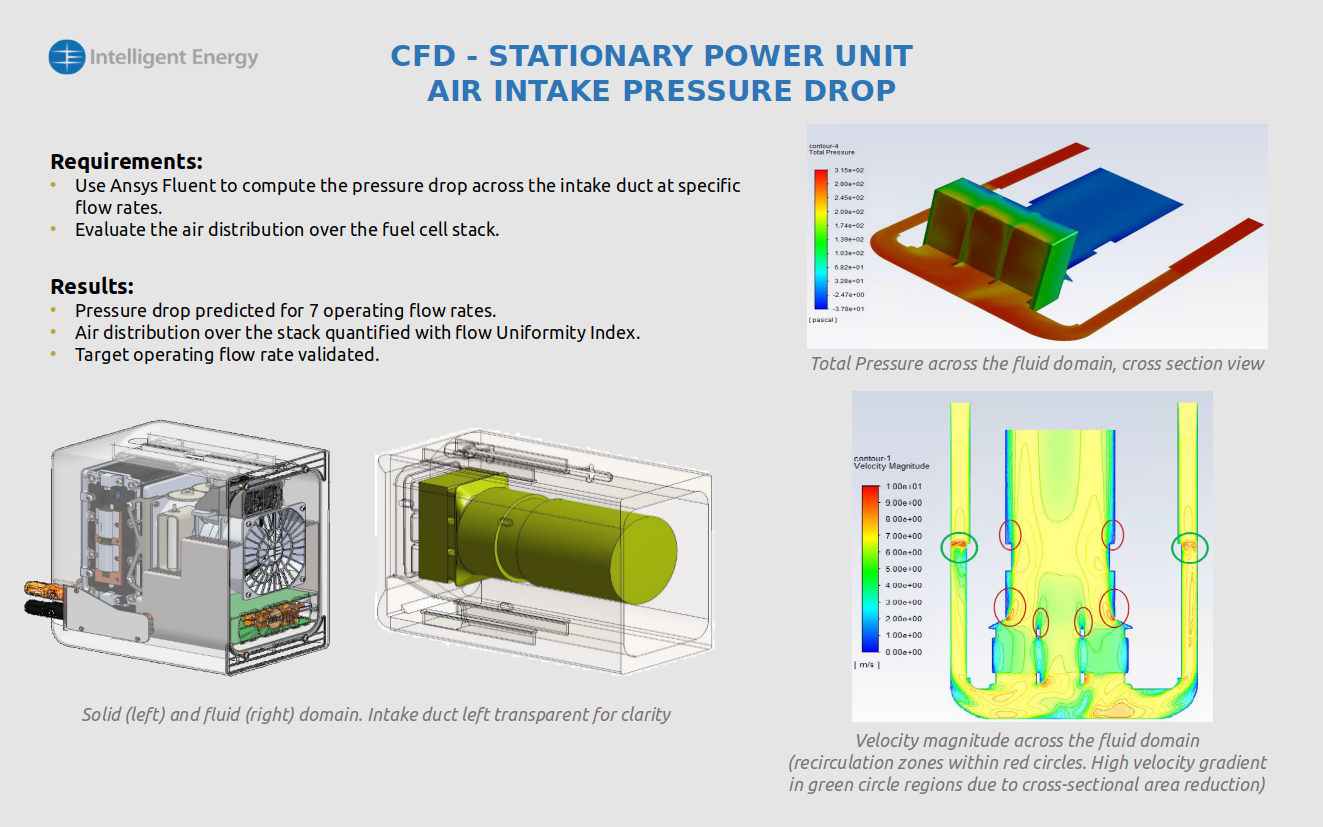 Intelligent Energy
CFD - STATIONARY POWER UNIT
AIR INTAKE PRESSURE DROP
Requirements:
• Use Ansys Fluent to compute the pressure drop across the intake duct at specific
flow rates.
• Evaluate the air distribution over the fuel cell stack.
Results:
• Pressure drop predicted for 7 operating flow rates.
• Air distribution over the stack quantified with flow Uniformity Index.
• Target operating flow rate validated.
Solid (left) and fluid (right) domain. Intake duct left transparent for clarity
contour-4
Total Pressure
3.15e+02
2.80e+02
2.45e+02
2.09e+02
1.74e+02
1.39e+02
1.03e+02
6.82e+01
3.28e+01
-2.47e+00
-3.78e+01
[ pascal ]
Total Pressure across the fluid domain, cross section view
contour-1
Velocity Magnitude
1.00e+01
9.00e+00
8.00e+00
7.00e+00
6.00e+00
5.00e+00
4.00e+00
3.00e+00
2.00e+00
1.00e+00
0.00e+00
[ m/s ]
Velocity magnitude across the fluid domain
(recirculation zones within red circles. High velocity gradient
in green circle regions due to cross-sectional area reduction)